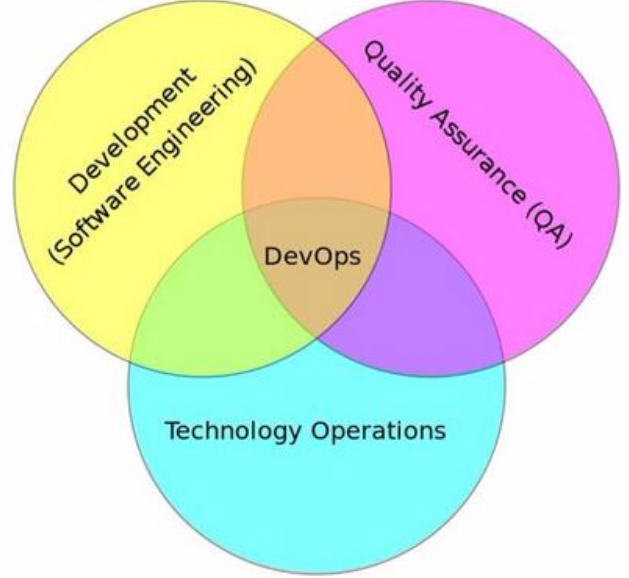 Development
(Software Engineering)
Quality Assurance (QA)
DevOps
Technology Operations